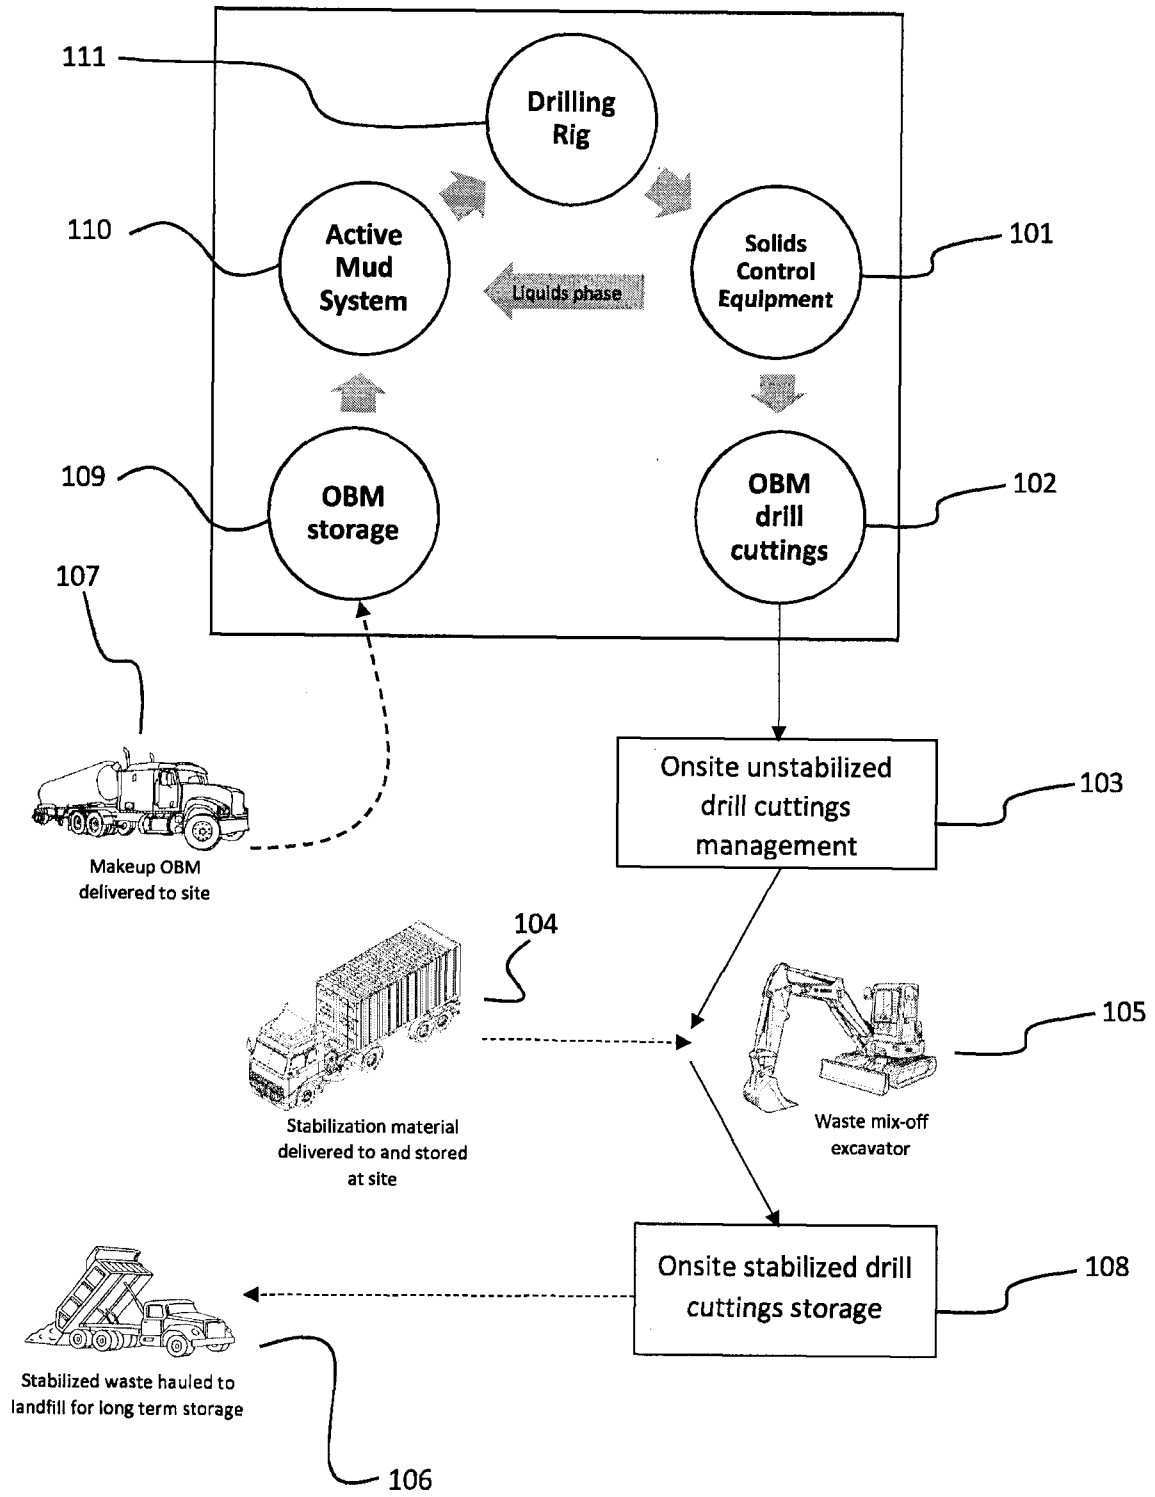 111
Drilling
Rig
110
Active
Mud
System
Solids
Control
Equipment
101
Liquids phase
109
OBM
storage
OBM
drill
cuttings
102
107
Makeup OBM
delivered to site
Onsite unstabilized
drill cuttings
management
103
104
Stabilization material
delivered to and stored
at site
105
Waste mix-off
excavator
Onsite stabilized drill
cuttings storage
108
Stabilized waste hauled to
landfill for long term storage
106